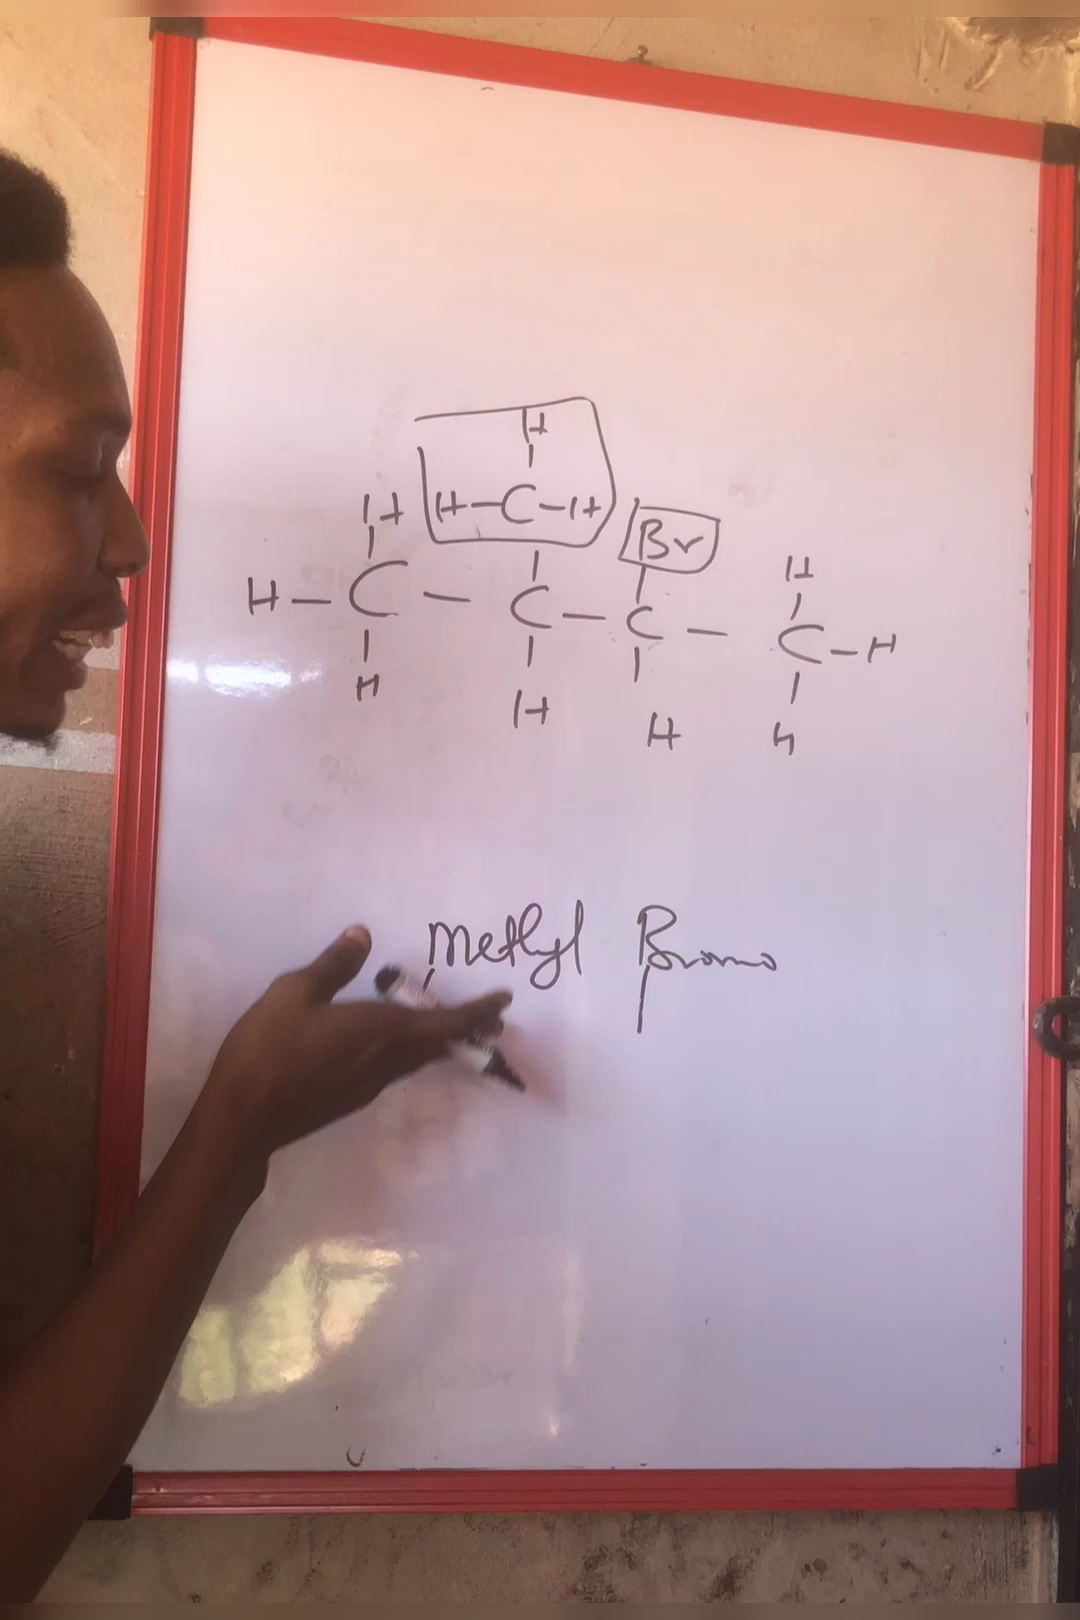 H
H H—C—H Br H
H—C—C—C—C—H
H H H H
Methyl Bromo